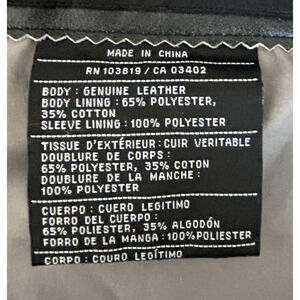 MADE IN CHINA
RN 103819 / CA 03402
BODY : GENUINE LEATHER
BODY LINING : 65% POLYESTER,
35% COTTON
SLEEVE LINING : 100% POLYESTER
TISSUE D'EXTÉRIEUR : CUIR VERITABLE
DOUBLURE DE CORPS :
65% POLYESTER, 35% COTON
DOUBLURE DE LA MANCHE :
100% POLYESTER
CUERPO : CUERO LEGITIMO
FORRO DEL CUERPO :
65% POLIESTER, 35% ALGODÓN
FORRO DE LA MANGA : 100%POLIESTER
CORPO : COURO LEGÍTIMO